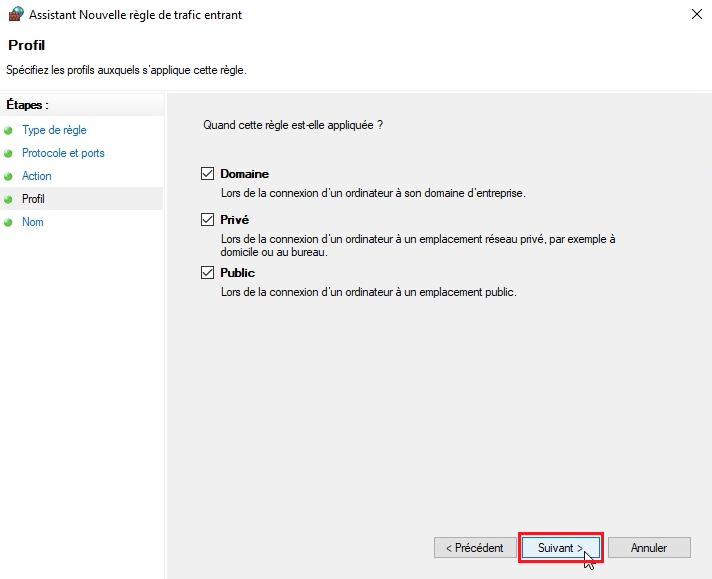 Assistant Nouvelle règle de trafic entrant
Profil
Spécifiez les profils auxquels s'applique cette règle.
Étapes :
Type de règle
Protocole et ports
Action
Profil
Nom
Quand cette règle est-elle appliquée ?
Domaine
Lors de la connexion d'un ordinateur à son domaine d'entreprise.
Privé
Lors de la connexion d'un ordinateur à un emplacement réseau privé, par exemple à
domicile ou au bureau.
Public
Lors de la connexion d'un ordinateur à un emplacement public.
< Précédent
Suivant >
Annuler